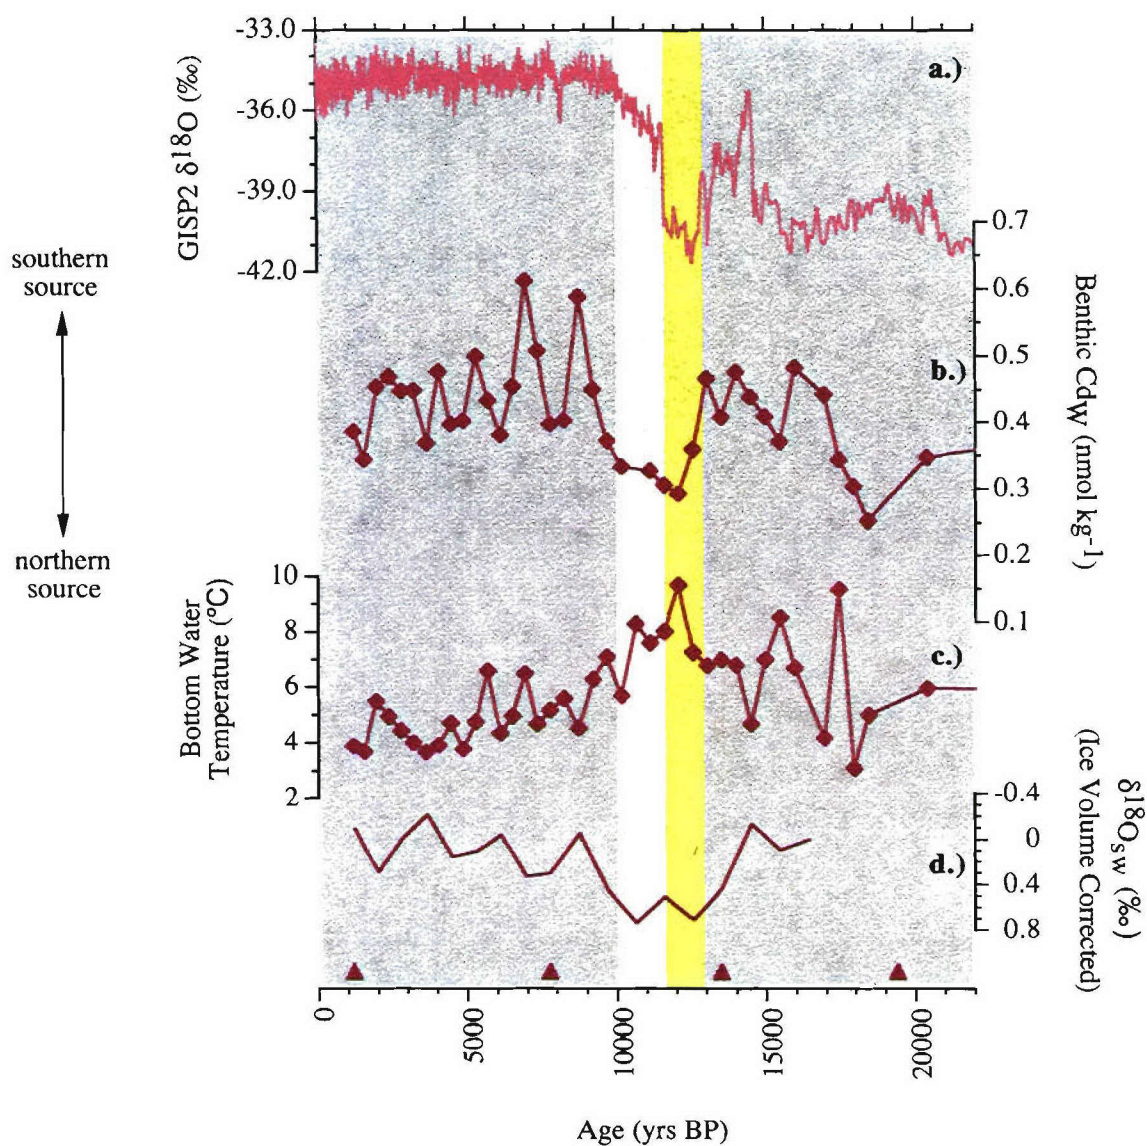 -33.0
-36.0
-39.0
-42.0
GISP2 δ18O (‰)
a.)
southern
source
northern
source
0.7
0.6
0.5
0.4
0.3
0.2
0.1
Benthic Cdw (nmol kg-1)
b.)
10
8
6
4
2
Bottom Water
Temperature (°C)
c.)
-0.4
0
0.4
0.8
δ18Osw (‰)
(Ice Volume Corrected)
d.)
0
5000
10000
15000
200000
Age (yrs BP)